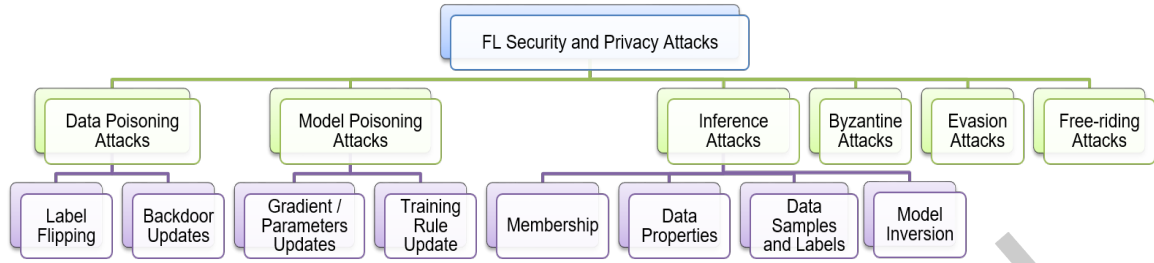 FL Security and Privacy Attacks
Data Poisoning
Attacks
Model Poisoning
Attacks
Inference
Attacks
Byzantine
Attacks
Evasion
Attacks
Free-riding
Attacks
Label
Flipping
Backdoor
Updates
Gradient /
Parameters
Updates
Training
Rule
Update
Membership
Data
Properties
Data
Samples
and Labels
Model
Inversion